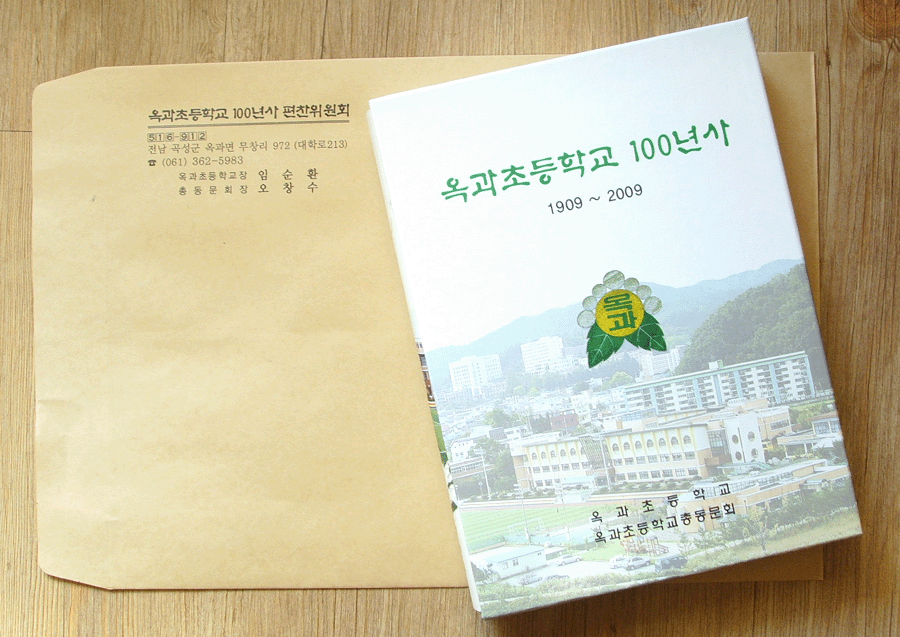 옥과초등학교 100년사 편찬위원회
516-912
전남 곡성군 옥과면 무창리 972 (대학로213)
☎ (061) 362-5983
옥과초등학교장 임 순 환
총 동 문 회 장 오 창 수
옥과초등학교 100년사
1909 ~ 2009
옥
과
옥 과 초 등 학 교
옥과초등학교총동문회